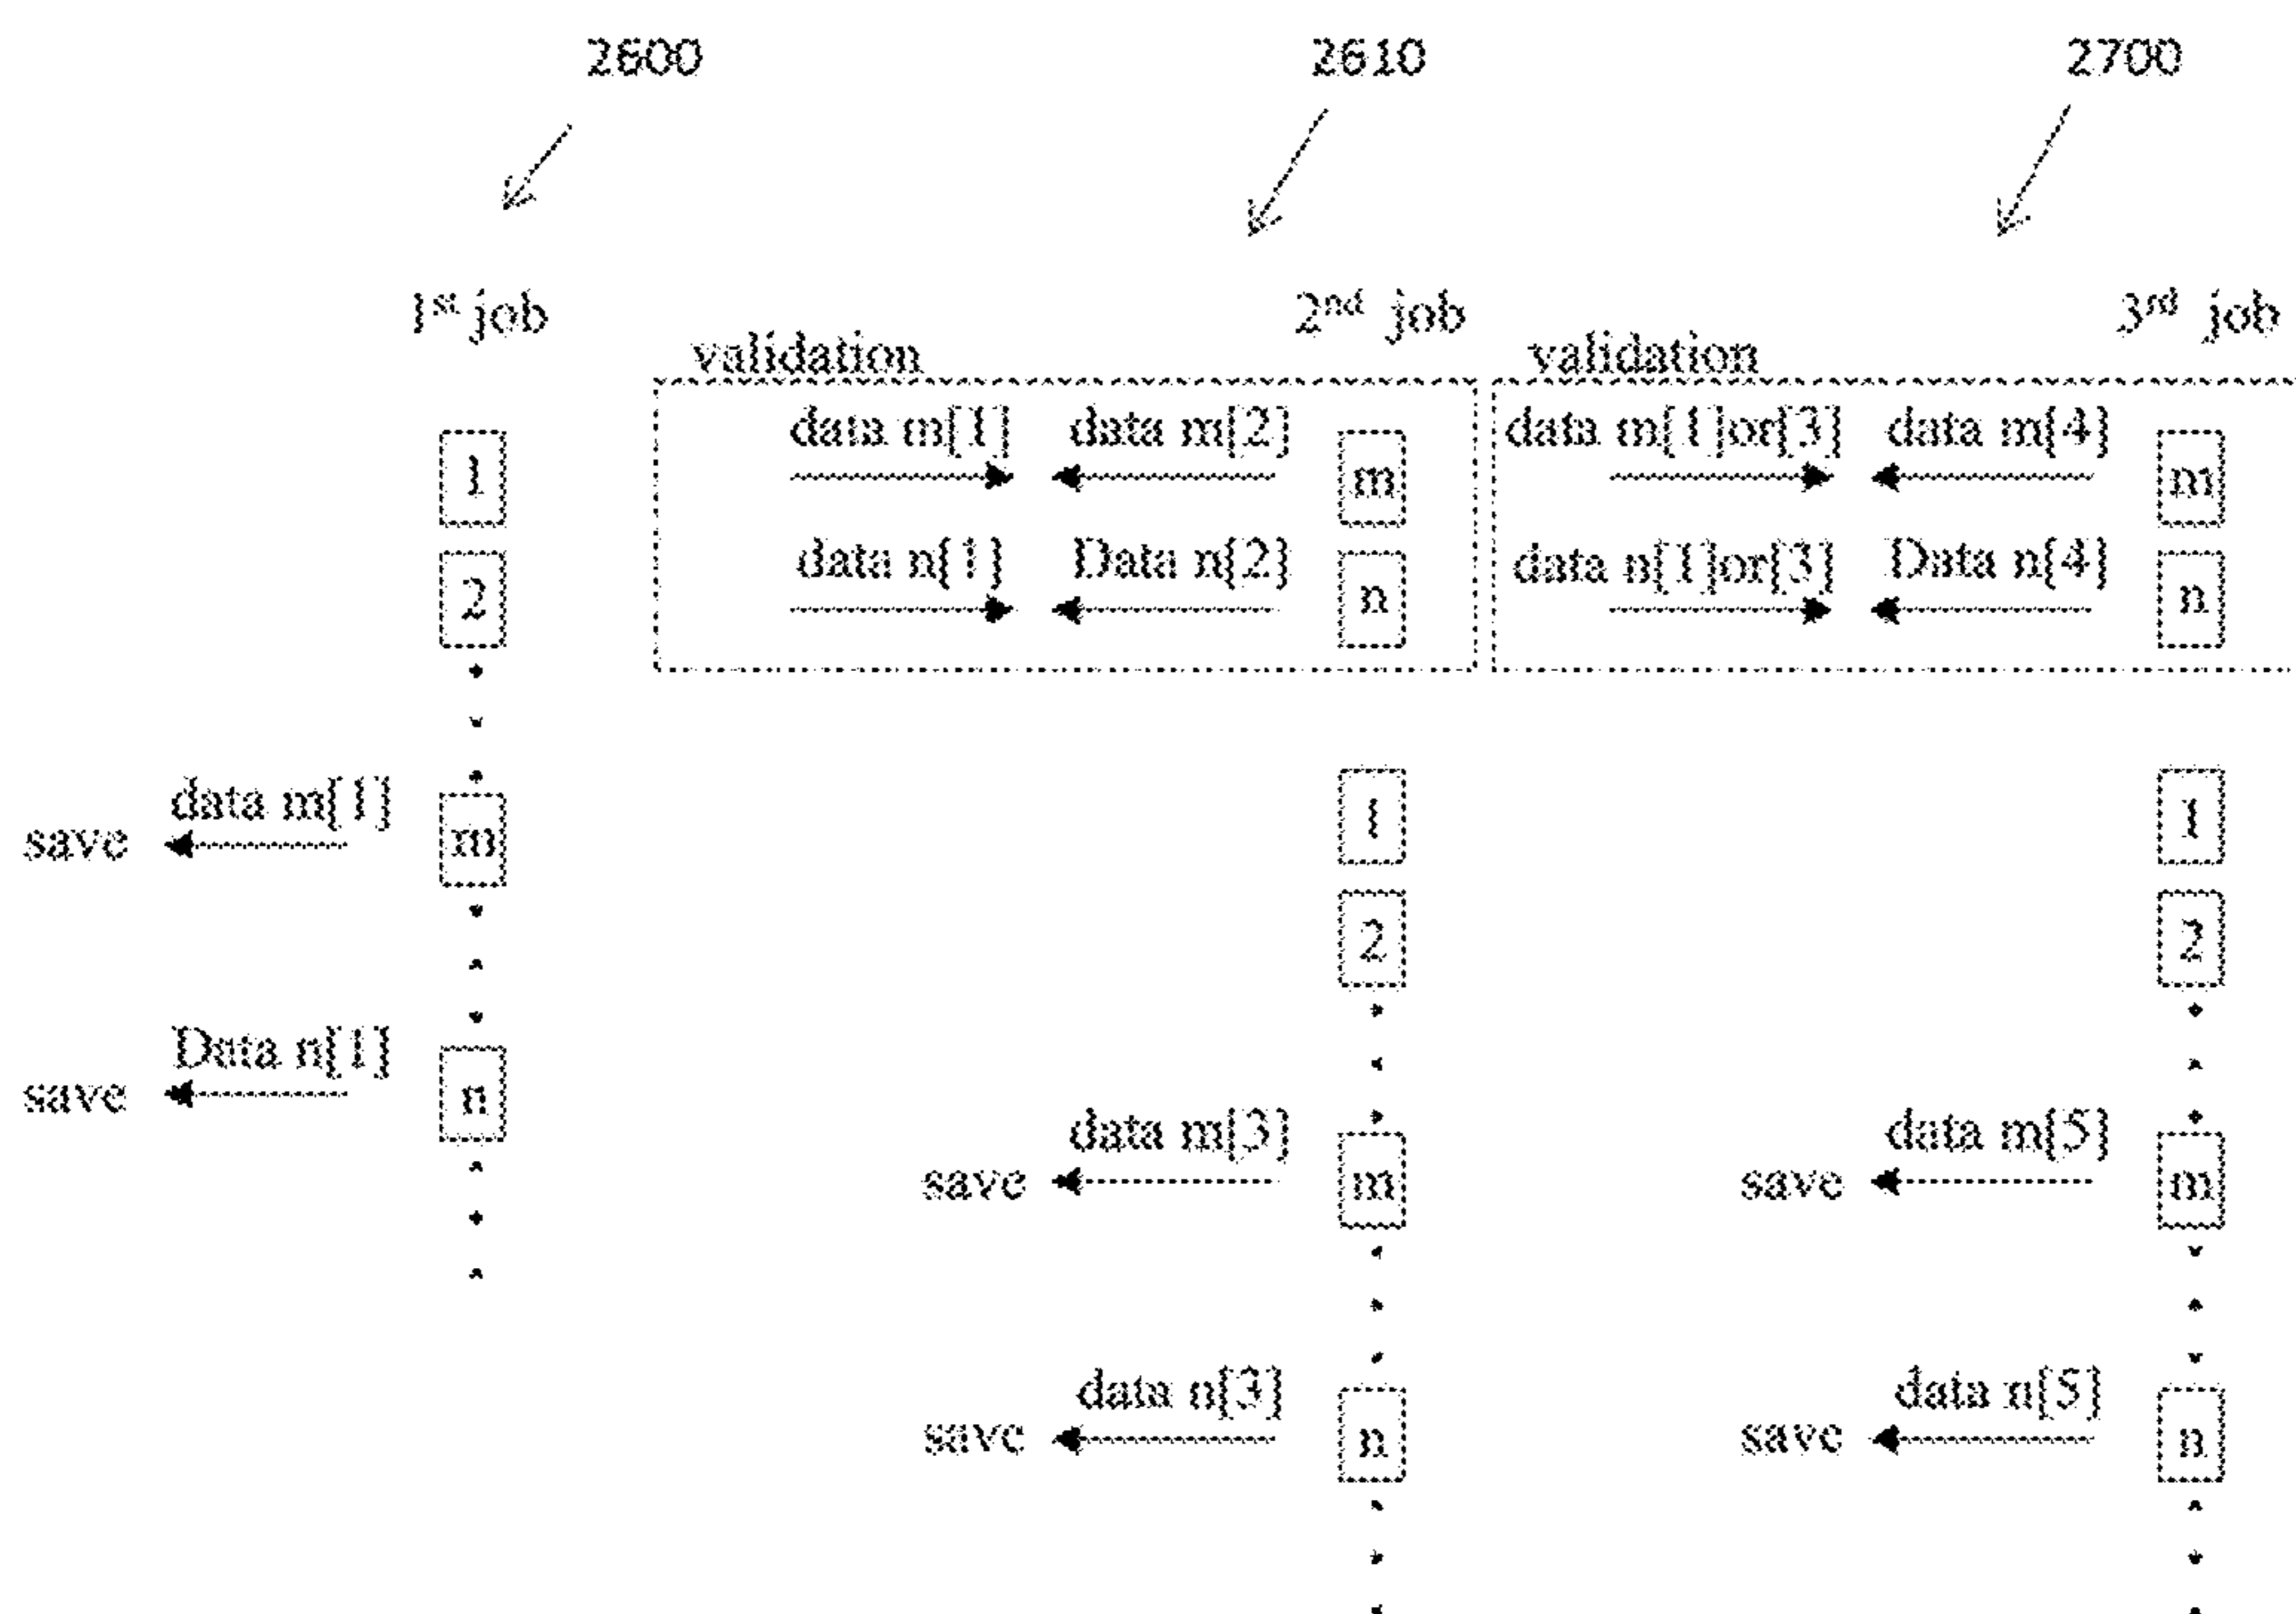 2600 2610 2700
1st job 2nd job 3rd job
validation validation
data m[1] data m[2] m data m[1]or[3] data m[4] m
1
data n[1] Data n[2] n data n[1]or[3] Data n[4] n
2
data m[1] 1 1
save m
2 2
Data n[1]
save n
data m[3] data m[5]
save m save m
data n[3] data n[5]
save n save n